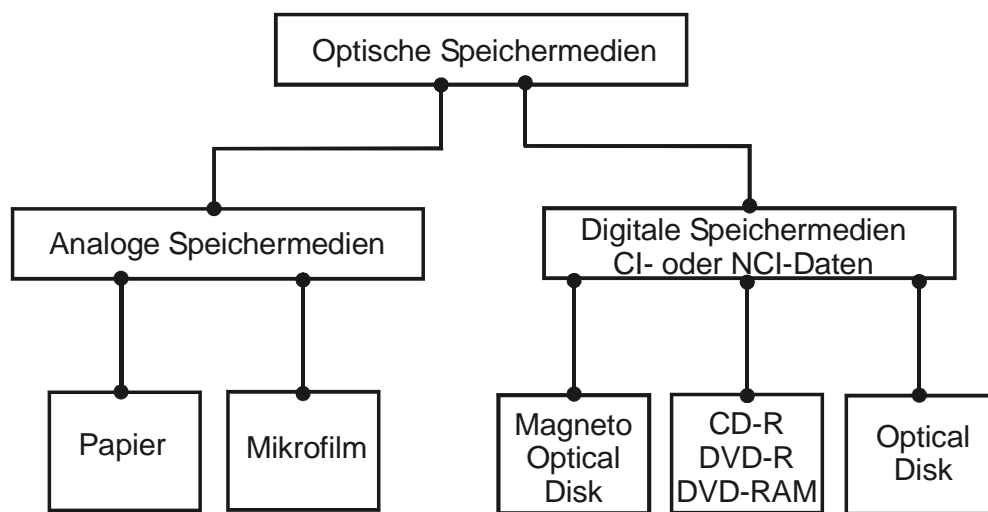 Optische Speichermedien
Analoge Speichermedien
Digitale Speichermedien
CI- oder NCI-Daten
Papier
Mikrofilm
Magneto
Optical
Disk
CD-R
DVD-R
DVD-RAM
Optical
Disk